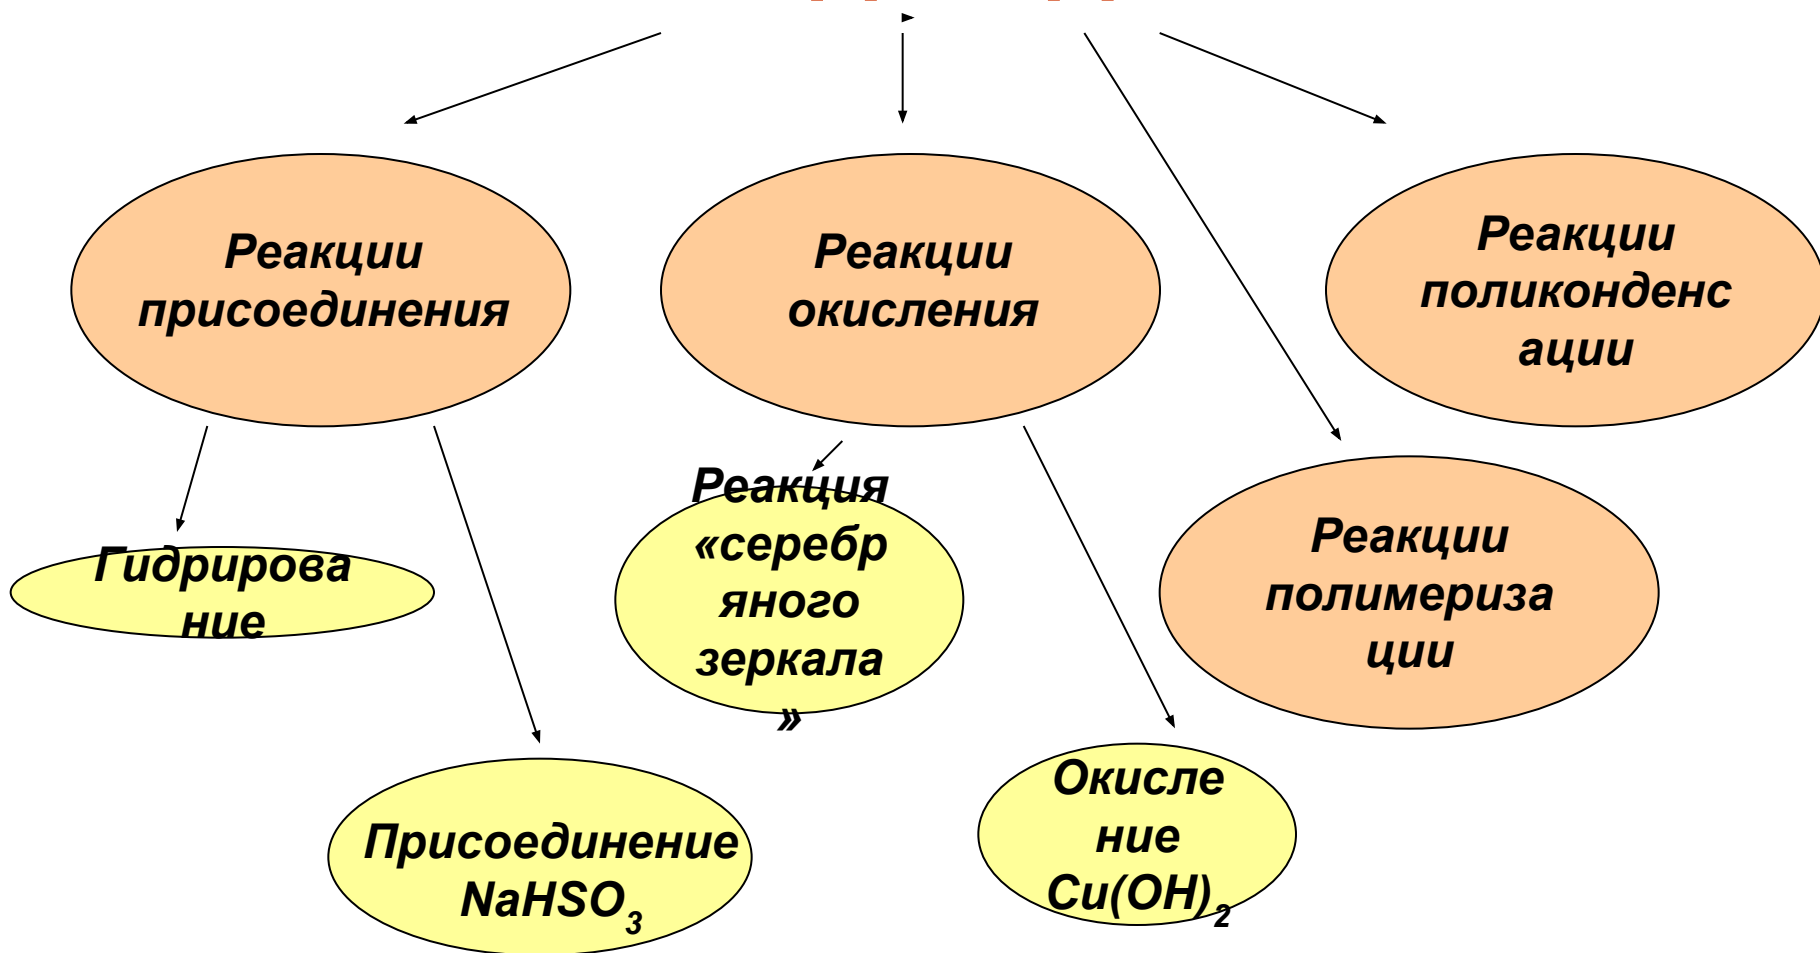 Реакции
присоединения
Реакции
окисления
Реакции
поликонденс
ации
Реакция
«серебр
яного
зеркала
»
Реакции
полимериза
ции
Гидрирова
ние
Присоединение
NaHSO₃
Окисле
ние
Cu(OH)₂